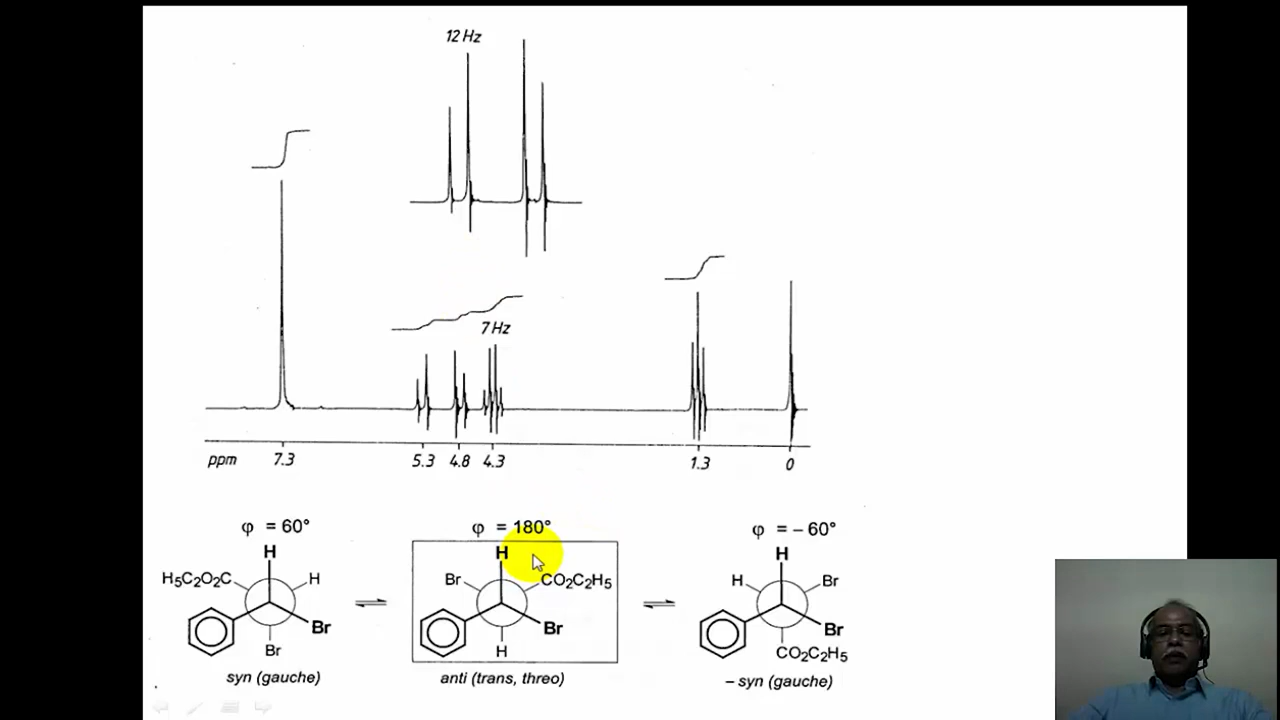 12 Hz
7 Hz
ppm 7.3 5.3 4.8 4.3 1.3 0
φ = 60° φ = 180° φ = – 60°
H H H
H5C2O2C H Br CO2C2H5 H Br
Br Br Br
Br H CO2C2H5
syn (gauche) anti (trans, threo) – syn (gauche)